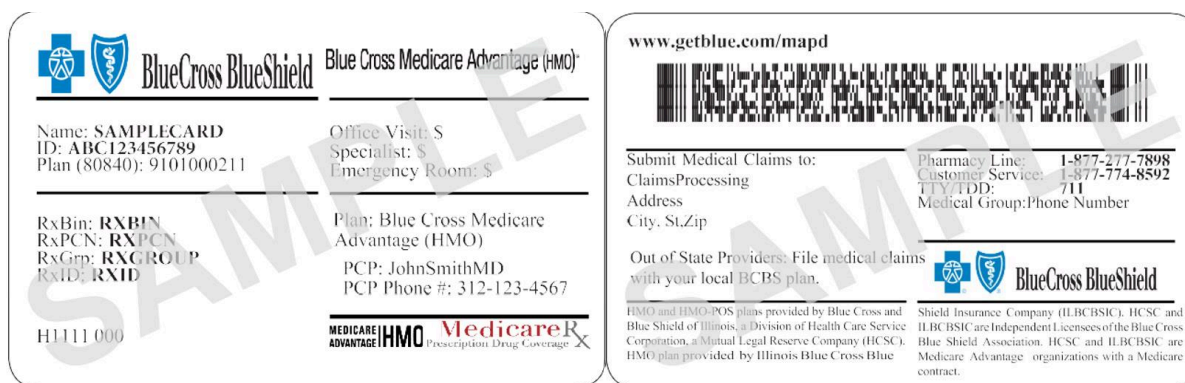 BlueCross BlueShield
Blue Cross Medicare Advantage (HMO)℠
Name: SAMPLECARD
ID: ABC123456789
Plan (80840): 9101000211
Office Visit: $
Specialist: $
Emergency Room: $
RxBin: RXBIN
RxPCN: RXPCN
RxGrp: RXGROUP
RxID: RXID
Plan: Blue Cross Medicare
Advantage (HMO)
PCP: JohnSmithMD
PCP Phone #: 312-123-4567
H1111 000
MEDICARE
ADVANTAGE
HMO
MedicareRx
Prescription Drug Coverage
SAMPLE
www.getblue.com/mapd
Submit Medical Claims to:
ClaimsProcessing
Address
City, St,Zip
Pharmacy Line: 1-877-277-7898
Customer Service: 1-877-774-8592
TTY/TDD: 711
Medical Group:Phone Number
Out of State Providers: File medical claims
with your local BCBS plan.
BlueCross BlueShield
HMO and HMO-POS plans provided by Blue Cross and
Blue Shield of Illinois, a Division of Health Care Service
Corporation, a Mutual Legal Reserve Company (HCSC).
HMO plan provided by Illinois Blue Cross Blue
Shield Insurance Company (ILBCBSIC). HCSC and
ILBCBSIC are Independent Licensees of the Blue Cross
Blue Shield Association. HCSC and ILBCBSIC are
Medicare Advantage organizations with a Medicare
contract.
SAMPLE